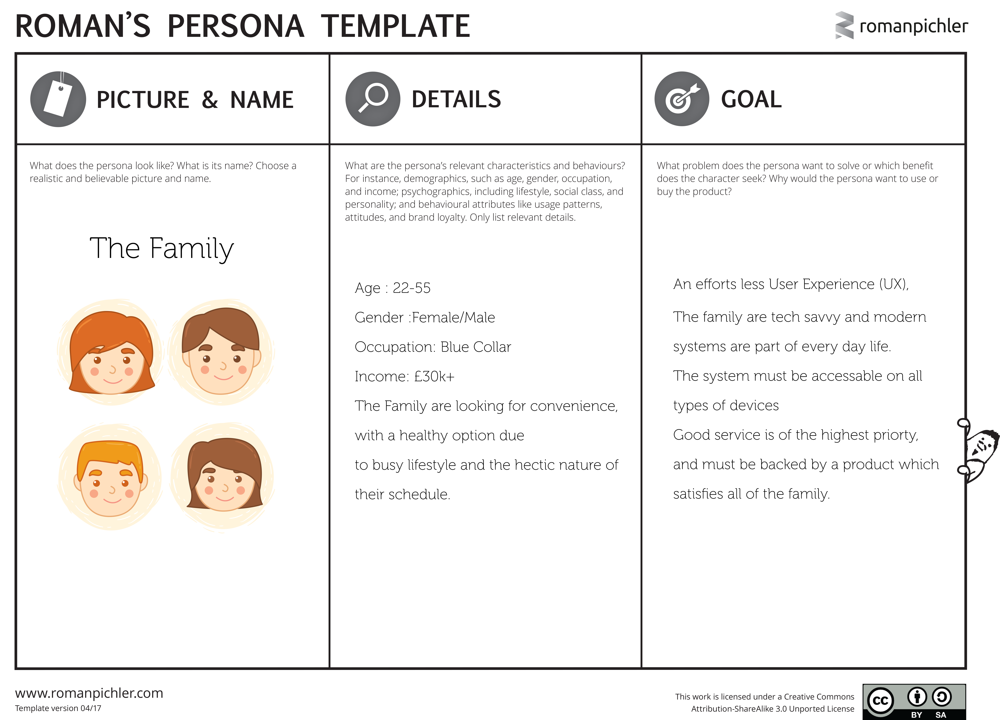 ROMAN'S PERSONA TEMPLATE
romanpichler
PICTURE & NAME
What does the persona look like? What is its name? Choose a
realistic and believable picture and name.
The Family
DETAILS
What are the persona's relevant characteristics and behaviours?
For instance, demographics, such as age, gender, occupation,
and income; psychographics, including lifestyle, social class, and
personality; and behavioural attributes like usage patterns,
attitudes, and brand loyalty. Only list relevant details.
Age : 22-55
Gender :Female/Male
Occupation: Blue Collar
Income: £30k+
The Family are looking for convenience,
with a healthy option due
to busy lifestyle and the hectic nature of
their schedule.
GOAL
What problem does the persona want to solve or which benefit
does the character seek? Why would the persona want to use or
buy the product?
An efforts less User Experience (UX),
The family are tech savvy and modern
systems are part of every day life.
The system must be accessable on all
types of devices
Good service is of the highest priorty,
and must be backed by a product which
satisfies all of the family.
www.romanpichler.com
Template version 04/17
This work is licensed under a Creative Commons
Attribution-ShareAlike 3.0 Unported License
cc
BY SA